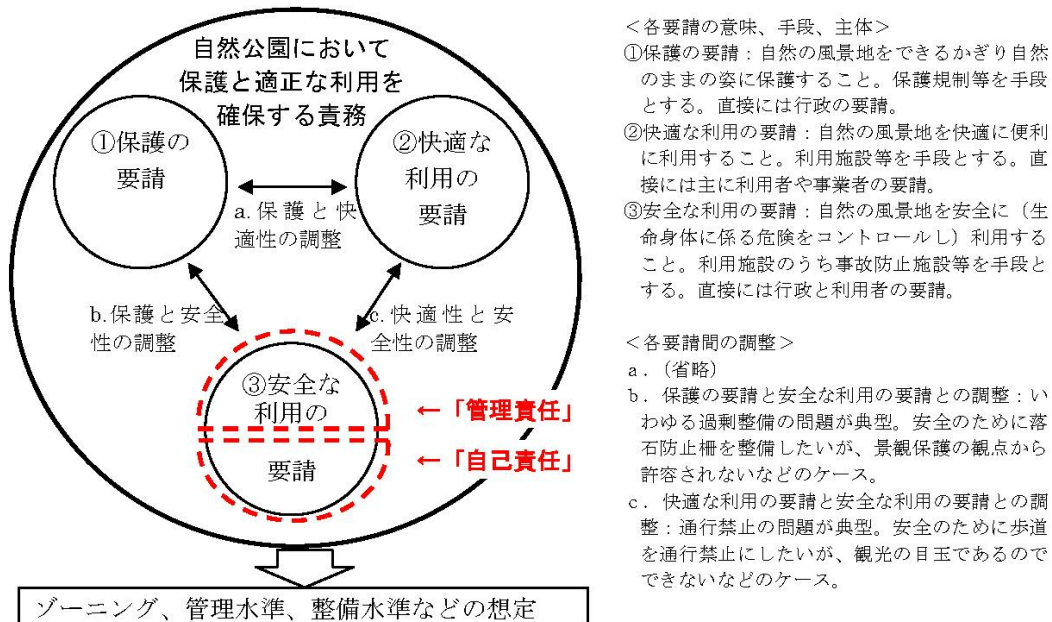 自然公園において
保護と適正な利用を
確保する責務
①保護の
要請
②快適な
利用の
要請
a.保護と快
適性の調整
b.保護と安全
性の調整
c.快適性と安
全性の調整
③安全な
利用の
要請
←「管理責任」
←「自己責任」
ゾーニング、管理水準、整備水準などの想定
＜各要請の意味、手段、主体＞
①保護の要請：自然の風景地をできるかぎり自然
のままの姿に保護すること。保護規制等を手段
とする。直接には行政の要請。
②快適な利用の要請：自然の風景地を快適に便利
に利用すること。利用施設等を手段とする。直
接には主に利用者や事業者の要請。
③安全な利用の要請：自然の風景地を安全に（生
命身体に係る危険をコントロールし）利用する
こと。利用施設のうち事故防止施設等を手段と
する。直接には行政と利用者の要請。
＜各要請間の調整＞
a．（省略）
b．保護の要請と安全な利用の要請との調整：い
わゆる過剰整備の問題が典型。安全のために落
石防止柵を整備したいが、景観保護の観点から
許容されないなどのケース。
c．快適な利用の要請と安全な利用の要請との調
整：通行禁止の問題が典型。安全のために歩道
を通行禁止にしたいが、観光の目玉であるので
できないなどのケース。